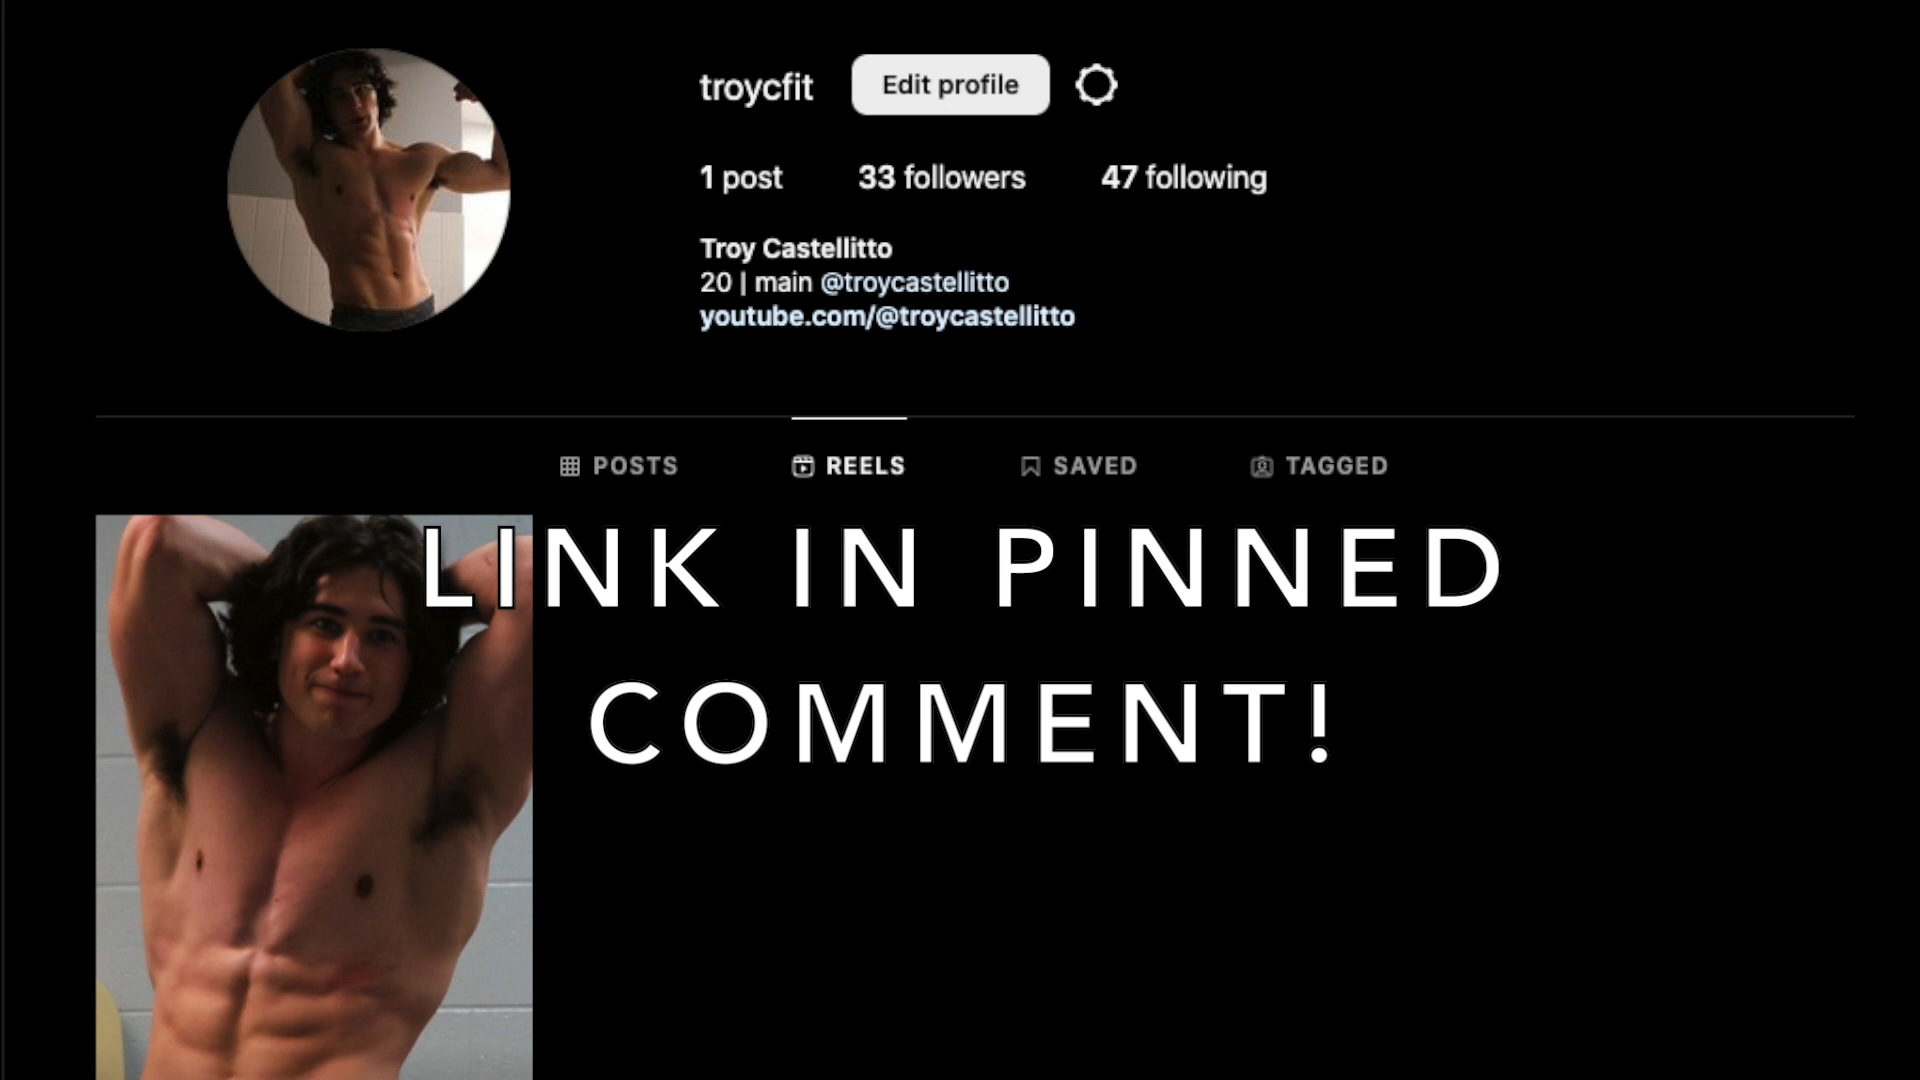 troycfit Edit profile
1 post 33 followers 47 following
Troy Castellitto
20 | main @troycastellitto
youtube.com/@troycastellitto
POSTS REELS SAVED TAGGED
LINK IN PINNED
COMMENT!